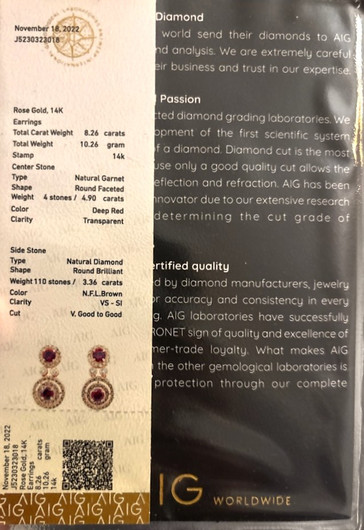 November 18, 2022
J5230323018
Rose Gold, 14K
Earrings
Total Carat Weight 8.26 carats
Total Weight 10.26 gram
Stamp 14k
Center Stone
Type Natural Garnet
Shape Round Faceted
Weight 4 stones / 4.90 carats
Color Deep Red
Clarity Transparent
Side Stone
Type Natural Diamond
Shape Round Brilliant
Weight 110 stones / 3.36 carats
Color N.F.L.Brown
Clarity VS - SI
Cut V. Good to Good
November 18, 2022
J5230323018
Rose Gold, 14K
Earrings
8.26 carats
10.26 gram
14k
AIG AIG AIG AIG
Diamond
world send their diamonds to AIG
nd analysis. We are extremely careful
eir business and trust in our expertise.
Passion
cted diamond grading laboratories. We
opment of the first scientific system
f a diamond. Diamond cut is the most
use only a good quality cut allows the
eflection and refraction. AIG has been
nnovator due to our extensive research
determining the cut grade of
ertified quality
d by diamond manufacturers, jewelry
r accuracy and consistency in every
g. AIG laboratories have successfully
RONET sign of quality and excellence of
mer-trade loyalty. What makes AIG
the other gemological laboratories is
protection through our complete
IG WORLDWIDE